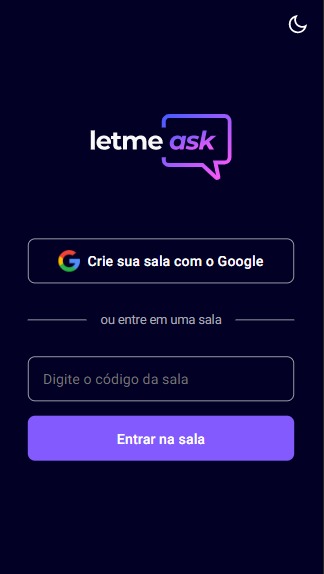 letmeask
Crie sua sala com o Google
ou entre em uma sala
Digite o código da sala
Entrar na sala